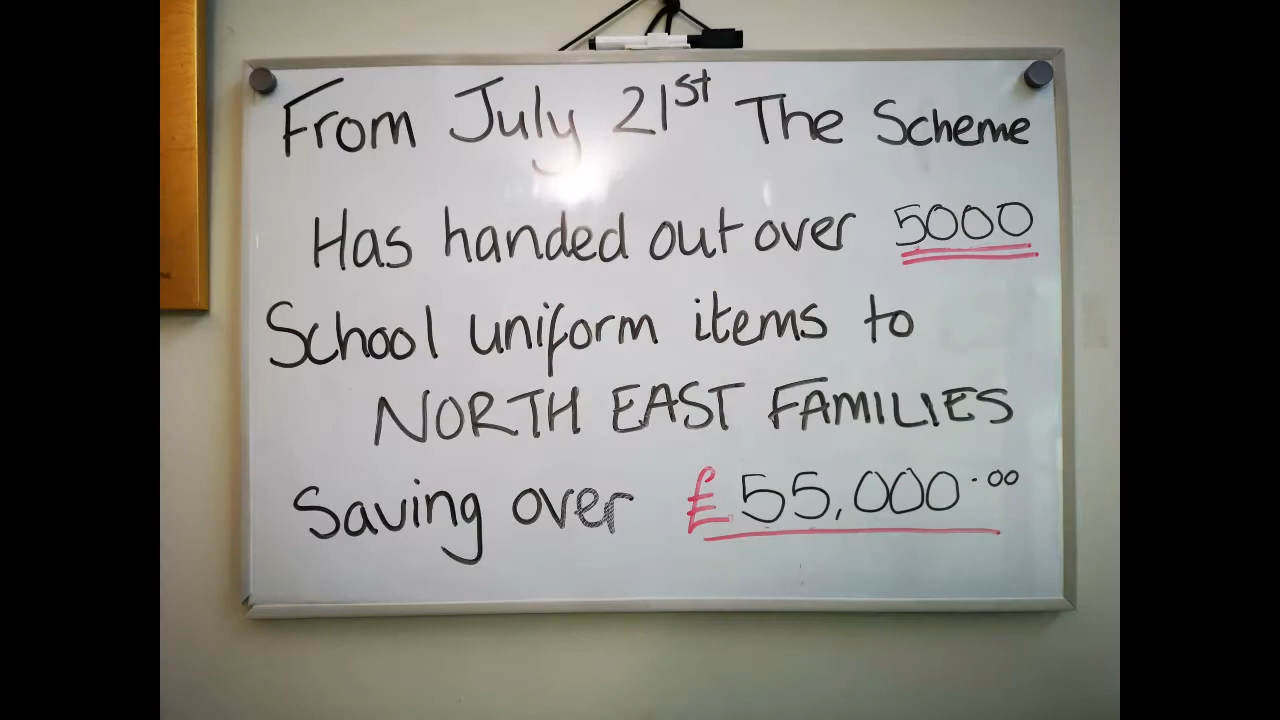 From July 21st The Scheme
Has handed out over 5000
School uniform items to
NORTH EAST FAMILIES
Saving over £55,000.00